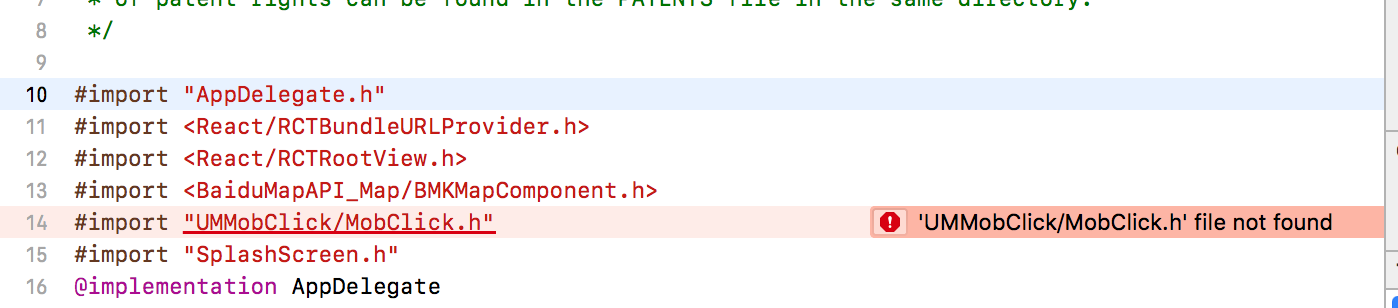 7 * of patent rights can be found in the PATENTS file in the same directory.
8 */
9
10 #import "AppDelegate.h"
11 #import <React/RCTBundleURLProvider.h>
12 #import <React/RCTRootView.h>
13 #import <BaiduMapAPI_Map/BMKMapComponent.h>
14 #import "UMMobClick/MobClick.h" 'UMMobClick/MobClick.h' file not found
15 #import "SplashScreen.h"
16 @implementation AppDelegate